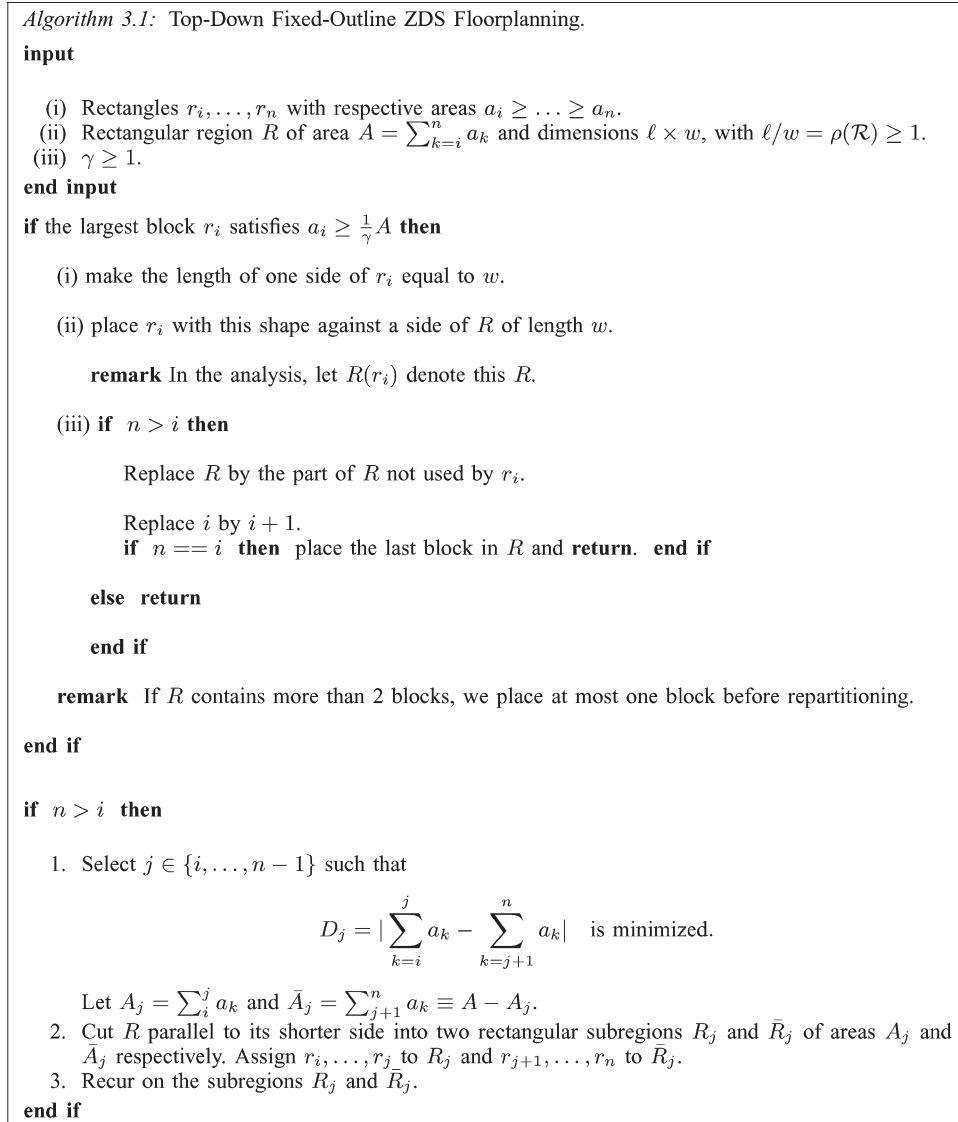 Algorithm 3.1: Top-Down Fixed-Outline ZDS Floorplanning.
input
(i) Rectangles r_i, . . . , r_n with respective areas a_i ≥ . . . ≥ a_n.
(ii) Rectangular region R of area A = ∑_{k=i}^{n} a_k and dimensions ℓ × w, with ℓ/w = ρ(ℛ) ≥ 1.
(iii) γ ≥ 1.
end input
if the largest block r_i satisfies a_i ≥ 1/γ A then
(i) make the length of one side of r_i equal to w.
(ii) place r_i with this shape against a side of R of length w.
remark In the analysis, let R(r_i) denote this R.
(iii) if n > i then
Replace R by the part of R not used by r_i.
Replace i by i + 1.
if n == i then place the last block in R and return. end if
else return
end if
remark If R contains more than 2 blocks, we place at most one block before repartitioning.
end if
if n > i then
1. Select j ∈ {i, . . . , n − 1} such that
D_j = | ∑_{k=i}^{j} a_k − ∑_{k=j+1}^{n} a_k | is minimized.
Let A_j = ∑_{i}^{j} a_k and Ā_j = ∑_{j+1}^{n} a_k ≡ A − A_j.
2. Cut R parallel to its shorter side into two rectangular subregions R_j and R̄_j of areas A_j and
Ā_j respectively. Assign r_i, . . . , r_j to R_j and r_{j+1}, . . . , r_n to R̄_j.
3. Recur on the subregions R_j and R̄_j.
end if